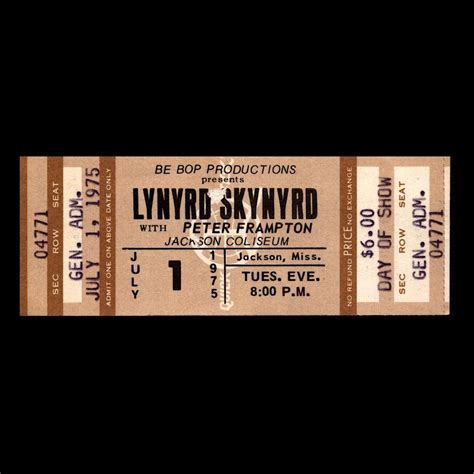 SEC ROW SEAT
04771
GEN. ADM.
JULY 1, 1975
ADMIT ONE ON ABOVE DATE ONLY
BE BOP PRODUCTIONS
presents
LYNYRD SKYNYRD
WITH PETER FRAMPTON
JACKSON COLISEUM
JULY 1 1975
Jackson, Miss.
TUES. EVE.
8:00 P.M.
NO REFUND PRICE NO EXCHANGE
$6.00
DAY OF SHOW
GEN. ADM.
04771
SEC ROW SEAT